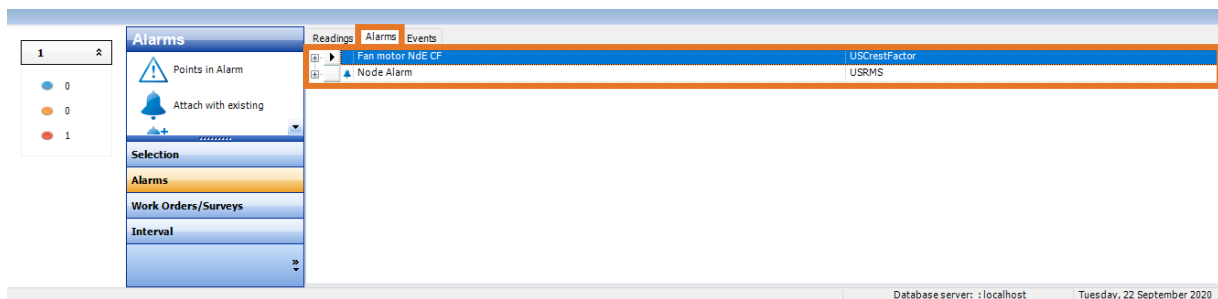 1
0
0
1
Alarms
Points in Alarm
Attach with existing
Selection
Alarms
Work Orders/Surveys
Interval
Readings Alarms Events
Fan motor NdE CF USCrestFactor
Node Alarm USRMS
Database server: : localhost Tuesday, 22 September 2020